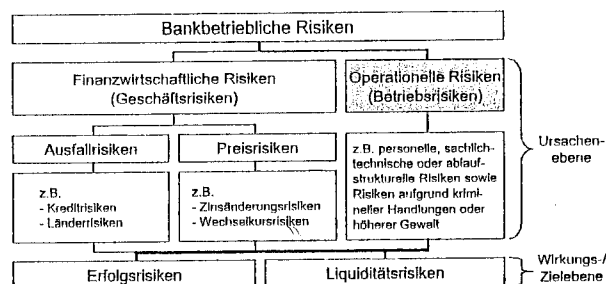 Bankbetriebliche Risiken
Finanzwirtschaftliche Risiken
(Geschäftsrisiken)
Operationelle Risiken
(Betriebsrisiken)
Ursachen-
ebene
Ausfallrisiken
Preisrisiken
z.B. personelle, sachlich-
technische oder ablauf-
strukturelle Risiken sowie
Risiken aufgrund krimi-
neller Handlungen oder
höherer Gewalt
z.B.
- Kreditrisiken
- Länderrisiken
z.B.
- Zinsänderungsrisiken
- Wechselkursrisiken
Erfolgsrisiken
Liquiditätsrisiken
Wirkungs-/
Zielebene